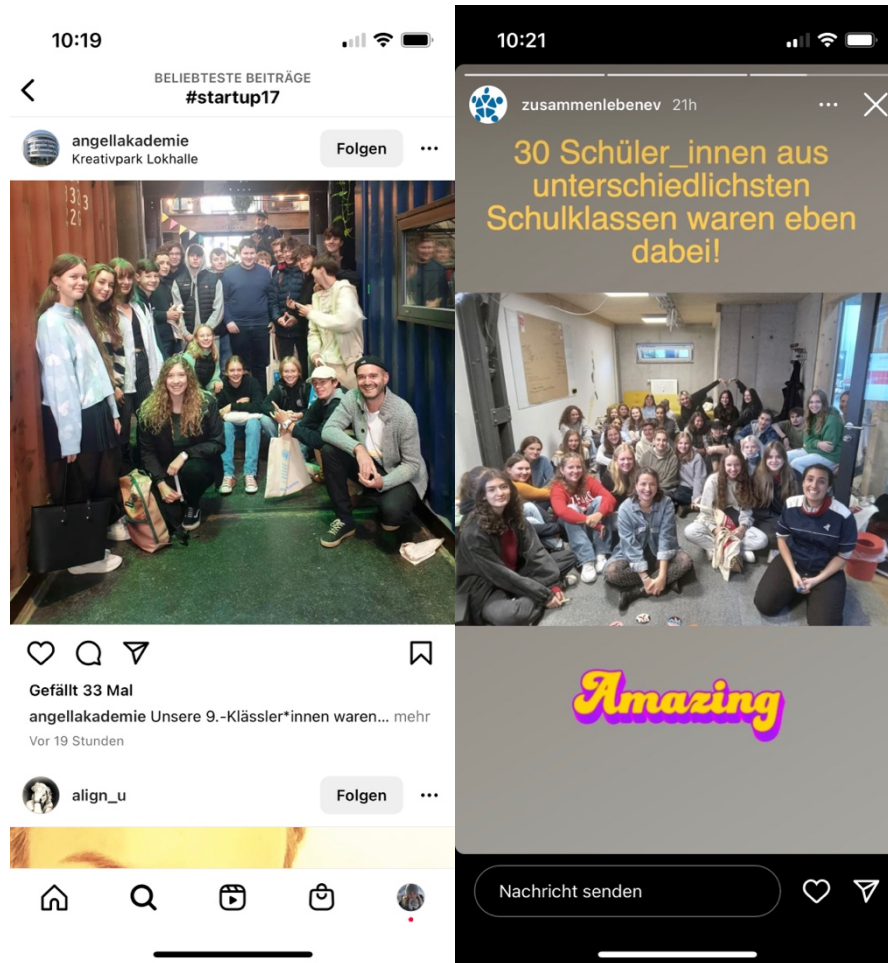 10:19
BELIEBTESTE BEITRÄGE
#startup17
angellakademie
Kreativpark Lokhalle
Folgen
Gefällt 33 Mal
angellakademie Unsere 9.-Klässler*innen waren... mehr
Vor 19 Stunden
align_u
Folgen
10:21
zusammenlebenev 21h
30 Schüler_innen aus
unterschiedlichsten
Schulklassen waren eben
dabei!
Amazing
Nachricht senden